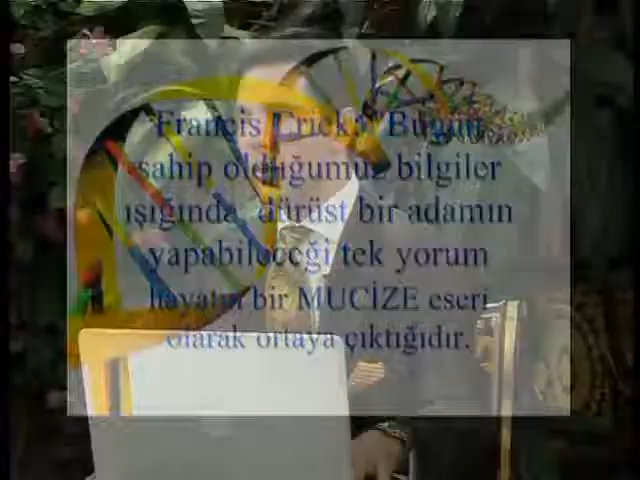 Francis Crick: "Bugün
sahip olduğumuz bilgiler
ışığında, dürüst bir adamın
yapabileceği tek yorum
hayatın bir MUCİZE eseri
olarak ortaya çıktığıdır.